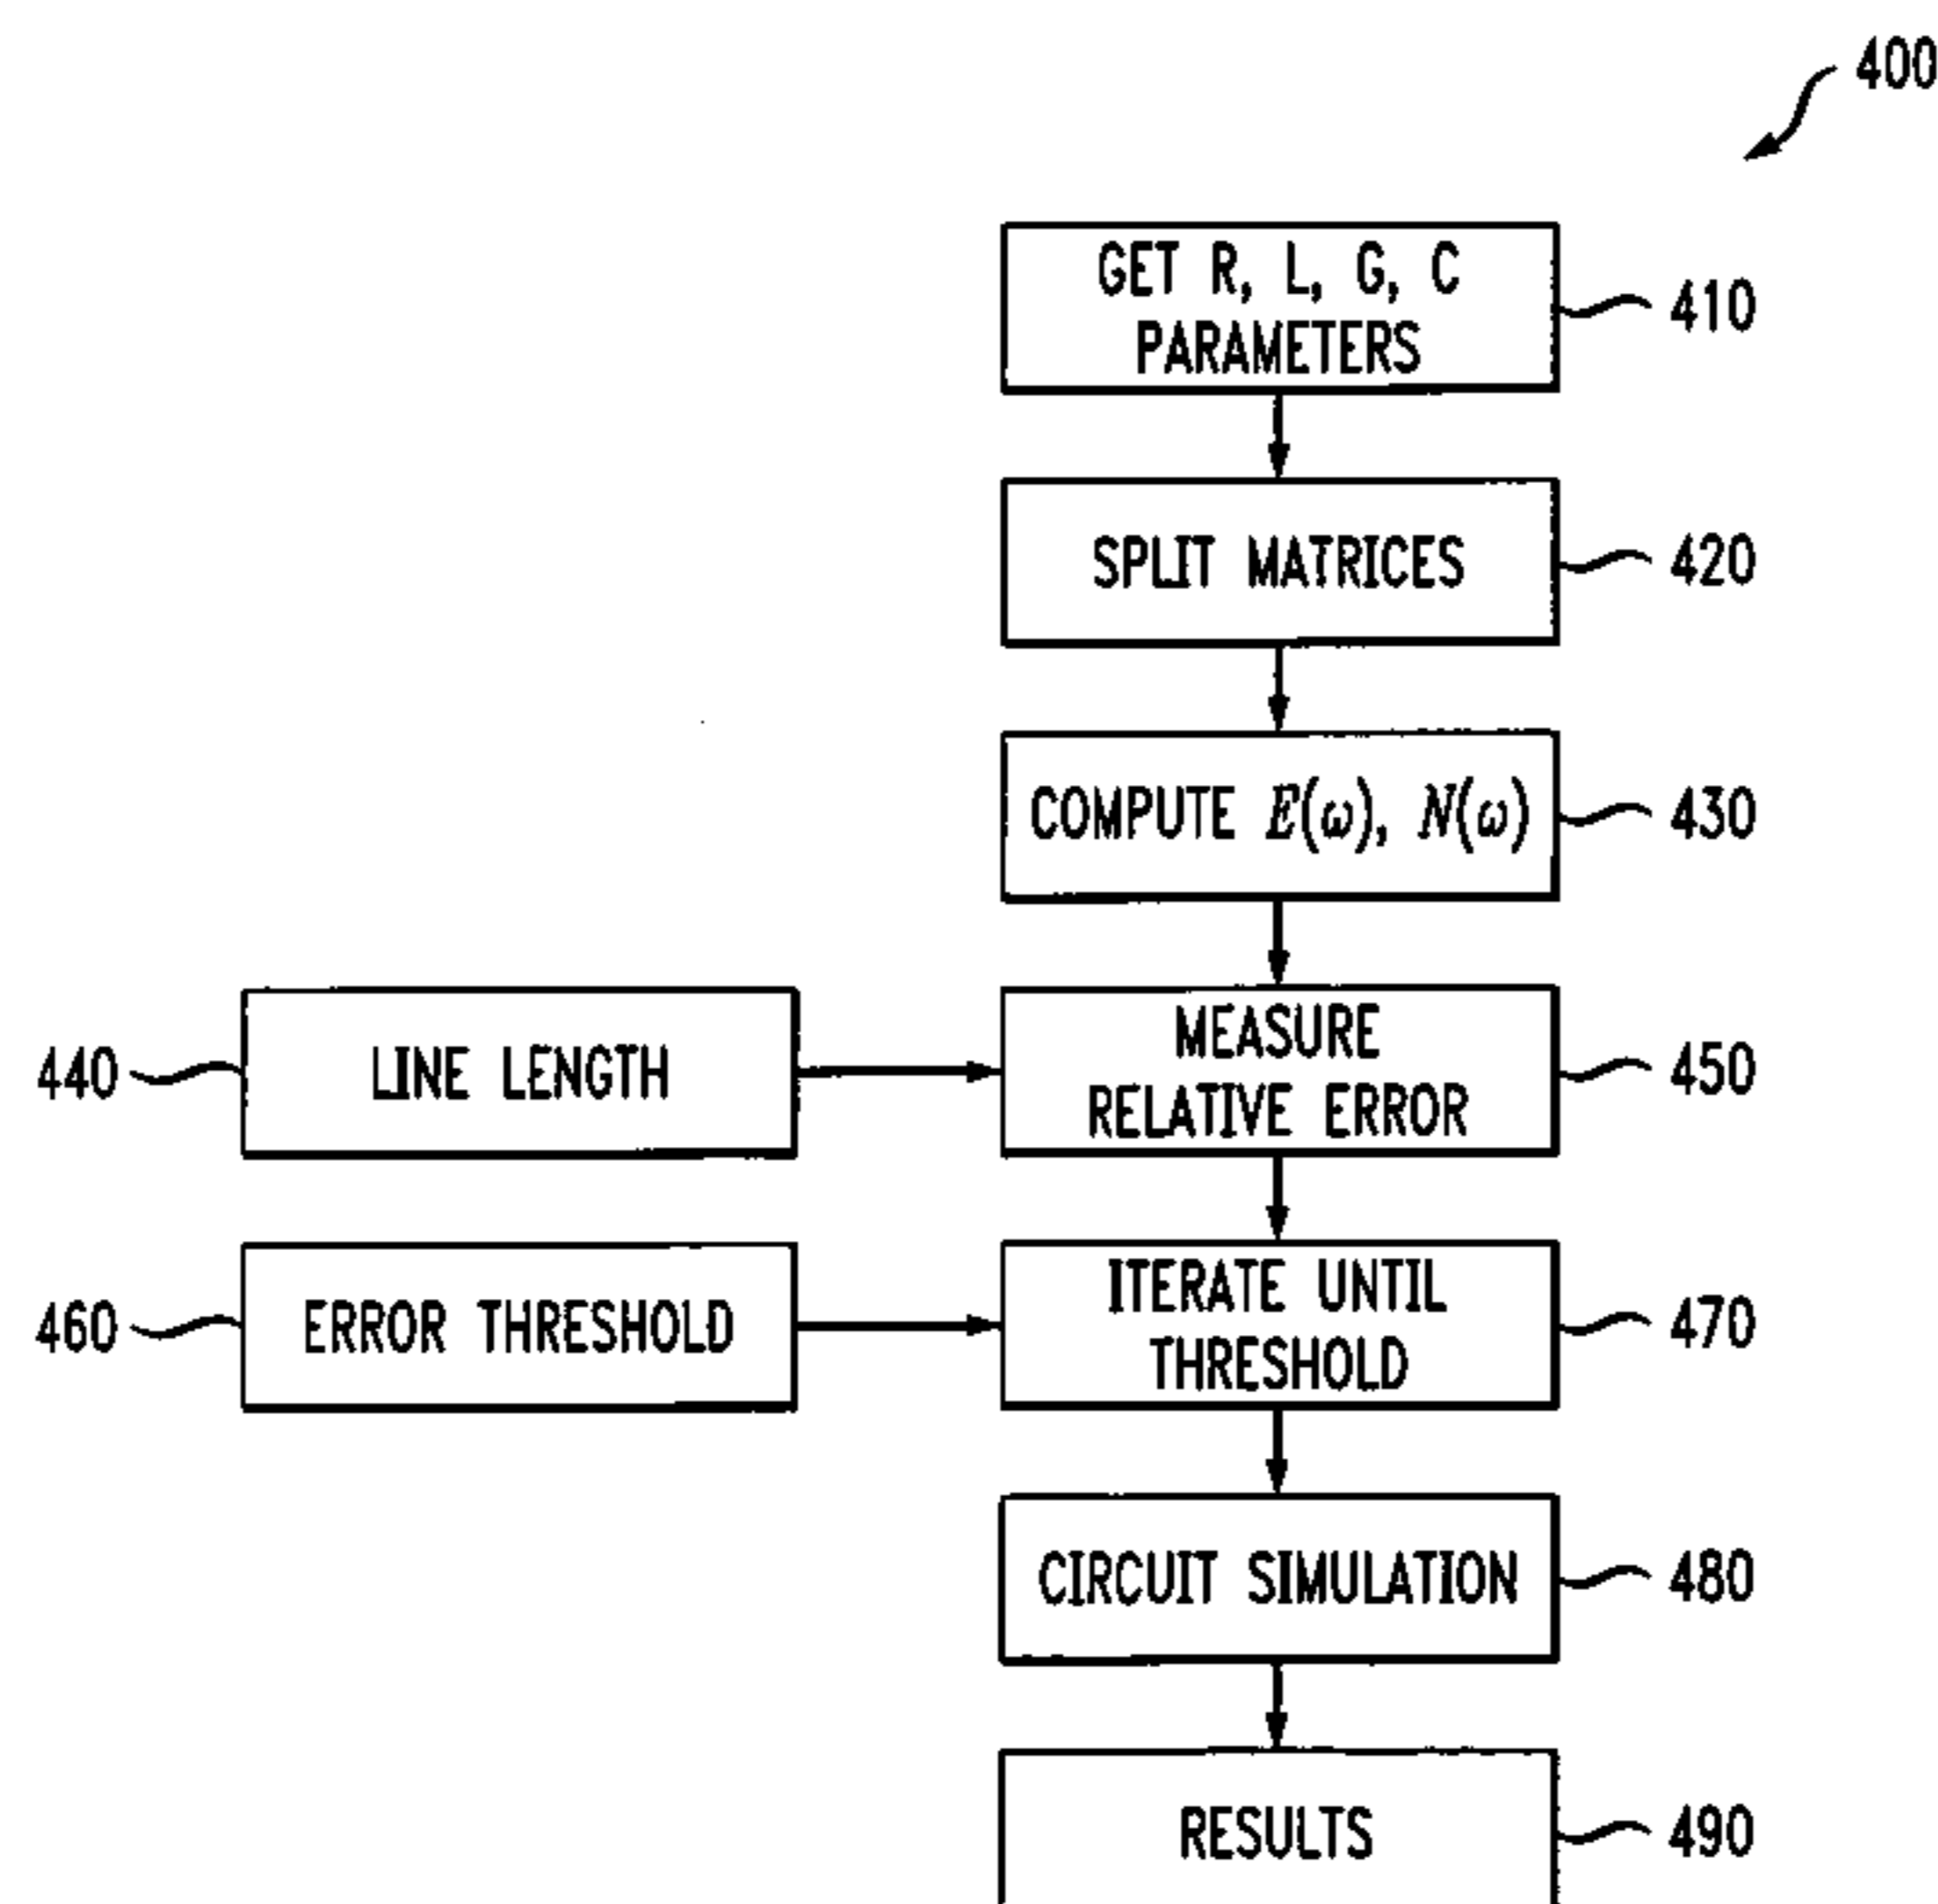 400
GET R, L, G, C
PARAMETERS
410
SPLIT MATRICES
420
COMPUTE E(ω), N(ω)
430
440
LINE LENGTH
MEASURE
RELATIVE ERROR
450
460
ERROR THRESHOLD
ITERATE UNTIL
THRESHOLD
470
CIRCUIT SIMULATION
480
RESULTS
490